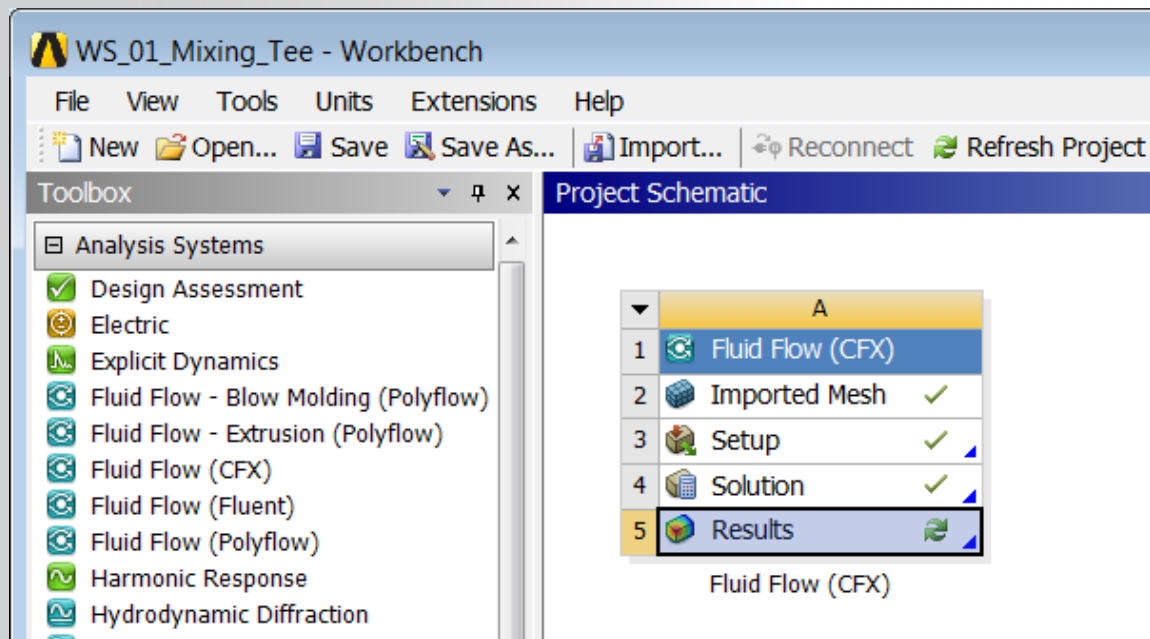 WS_01_Mixing_Tee - Workbench
File View Tools Units Extensions Help
New Open... Save Save As... Import... Reconnect Refresh Project
Toolbox
Project Schematic
Analysis Systems
Design Assessment
Electric
Explicit Dynamics
Fluid Flow - Blow Molding (Polyflow)
Fluid Flow - Extrusion (Polyflow)
Fluid Flow (CFX)
Fluid Flow (Fluent)
Fluid Flow (Polyflow)
Harmonic Response
Hydrodynamic Diffraction
A
1 Fluid Flow (CFX)
2 Imported Mesh
3 Setup
4 Solution
5 Results
Fluid Flow (CFX)